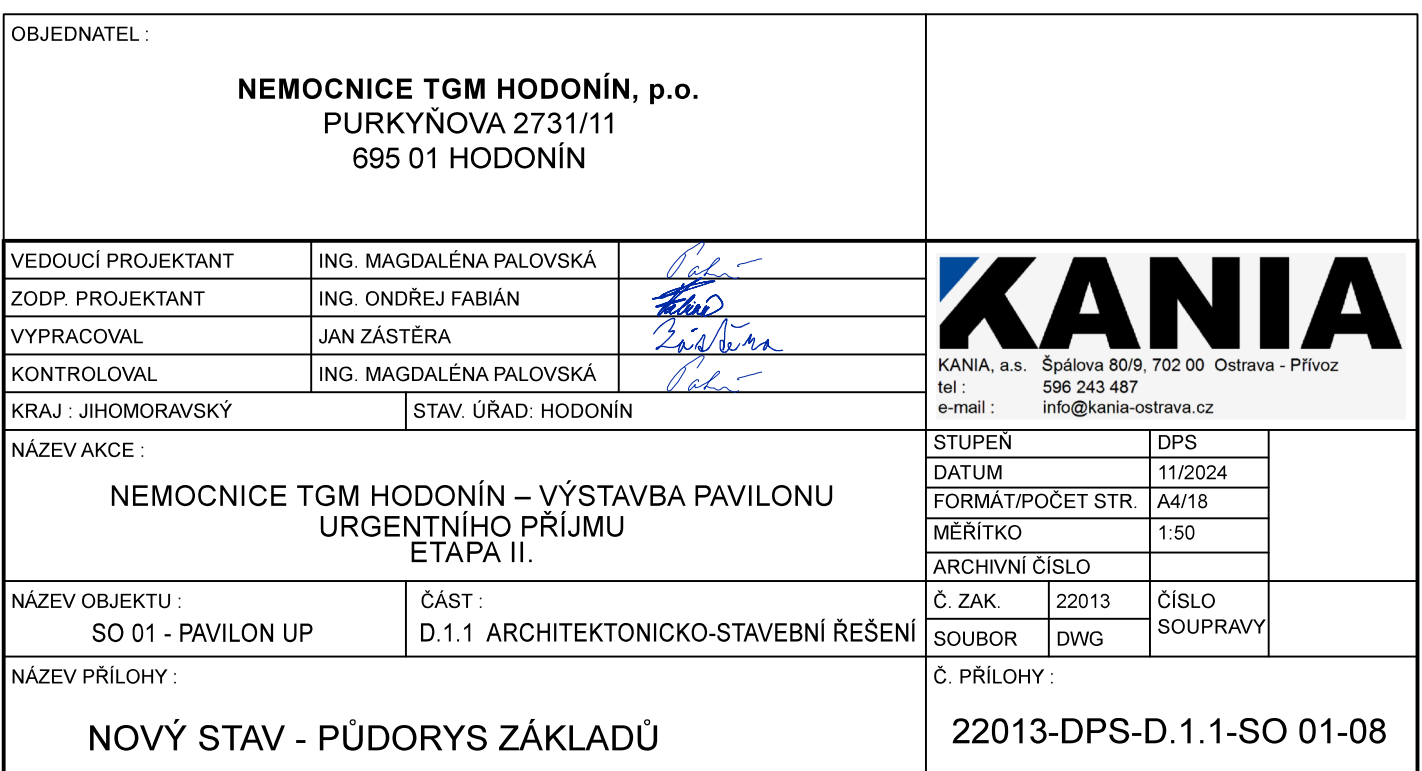 OBJEDNATEL :
NEMOCNICE TGM HODONÍN, p.o.
PURKYŇOVA 2731/11
695 01 HODONÍN
VEDOUCÍ PROJEKTANT ING. MAGDALÉNA PALOVSKÁ
ZODP. PROJEKTANT ING. ONDŘEJ FABIÁN
VYPRACOVAL JAN ZÁSTĚRA Zástěra
KONTROLOVAL ING. MAGDALÉNA PALOVSKÁ
KRAJ : JIHOMORAVSKÝ STAV. ÚŘAD: HODONÍN
KANIA
KANIA, a.s. Špálova 80/9, 702 00 Ostrava - Přívoz
tel : 596 243 487
e-mail : info@kania-ostrava.cz
NÁZEV AKCE :
NEMOCNICE TGM HODONÍN – VÝSTAVBA PAVILONU
URGENTNÍHO PŘÍJMU
ETAPA II.
STUPEŇ DPS
DATUM 11/2024
FORMÁT/POČET STR. A4/18
MĚŘÍTKO 1:50
ARCHIVNÍ ČÍSLO
NÁZEV OBJEKTU :
SO 01 - PAVILON UP
ČÁST :
D.1.1 ARCHITEKTONICKO-STAVEBNÍ ŘEŠENÍ
Č. ZAK. 22013
SOUBOR DWG
ČÍSLO
SOUPRAVY
NÁZEV PŘÍLOHY :
NOVÝ STAV - PŮDORYS ZÁKLADŮ
Č. PŘÍLOHY :
22013-DPS-D.1.1-SO 01-08